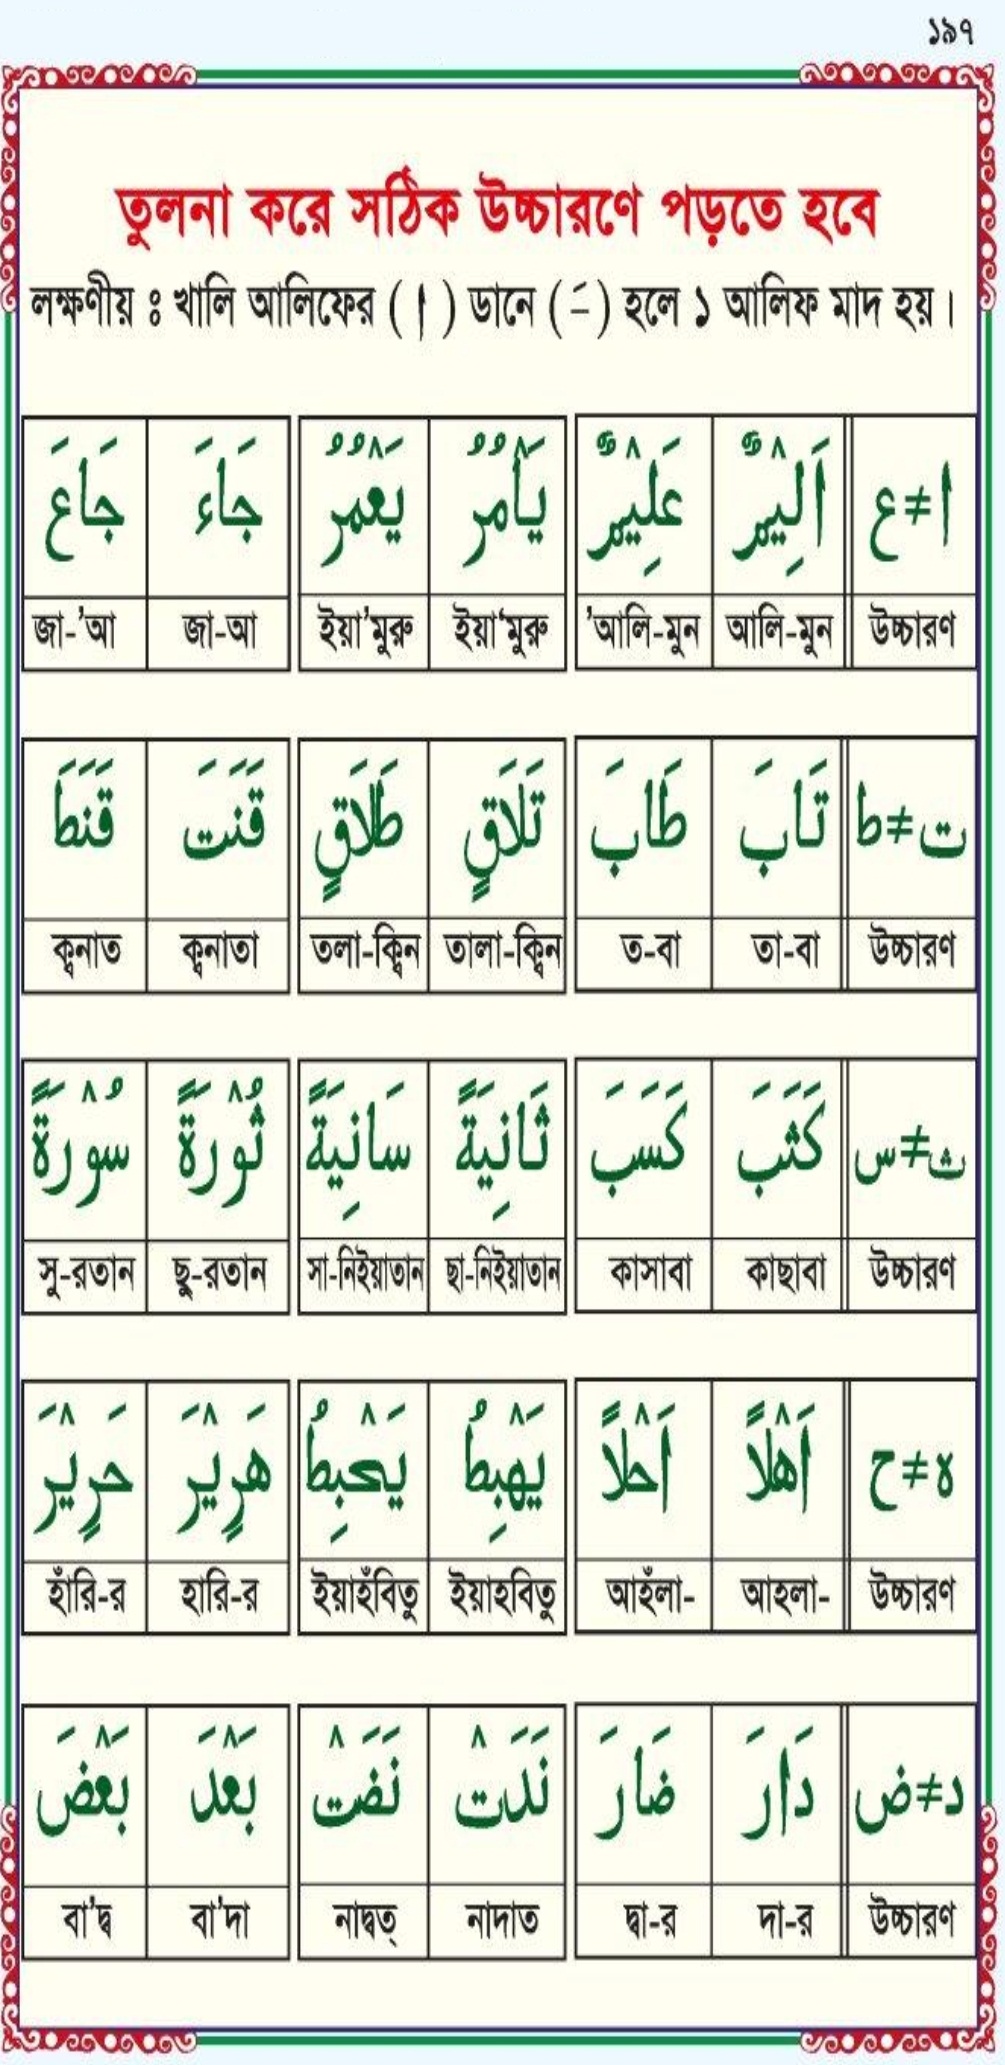 ১৯৭
তুলনা করে সঠিক উচ্চারণে পড়তে হবে
লক্ষণীয় ঃ খালি আলিফের ( ا ) ডানে ( ـَ ) হলে ১ আলিফ মাদ হয়।
ا≠ع اَلِيْمٌ عَلِيْمٌ يَاْمُرُ يَعْمُرُ جَاءَ جَاعَ
উচ্চারণ আলি-মুন 'আলি-মুন ইয়া‘মুরু ইয়া’মুরু জা-আ জা-’আ
ت≠ط تَابَ طَابَ تَلَاقٍ طَلَاقٍ قَنَتَ قَنَطَ
উচ্চারণ তা-বা ত-বা তালা-ক্বিন তলা-ক্বিন ক্বনাতা ক্বনাত
ث≠س كَثَبَ كَسَبَ ثَانِيَةً سَانِيَةً ثُوْرَةً سُوْرَةً
উচ্চারণ কাছাবা কাসাবা ছা-নিইয়াতান সা-নিইয়াতান ছু-রতান সু-রতান
ه≠ح اَهْلًا اَحْلًا يَهْبِطُ يَحْبِطُ هَرِيْرَ حَرِيْرَ
উচ্চারণ আহলা- আহঁলা- ইয়াহবিতু ইয়াহঁবিতু হারি-র হাঁরি-র
د≠ض دَارَ ضَارَ نَدَتْ نَضَتْ بَعْدَ بَعْضَ
উচ্চারণ দা-র দ্বা-র নাদাত নাদ্বত্ বা’দা বা’দ্ব